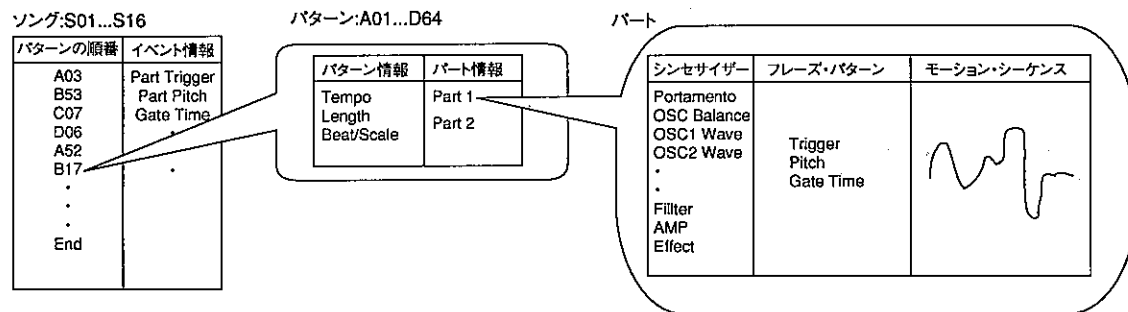 ソング:S01...S16
パターンの順番 イベント情報
A03 Part Trigger
B53 Part Pitch
C07 Gate Time
D06
A52
B17
End
パターン:A01...D64
パターン情報 パート情報
Tempo Part 1
Length Part 2
Beat/Scale
パート
シンセサイザー フレーズ・パターン モーション・シーケンス
Portamento
OSC Balance
OSC1 Wave
OSC2 Wave
Fillter
AMP
Effect
Trigger
Pitch
Gate Time